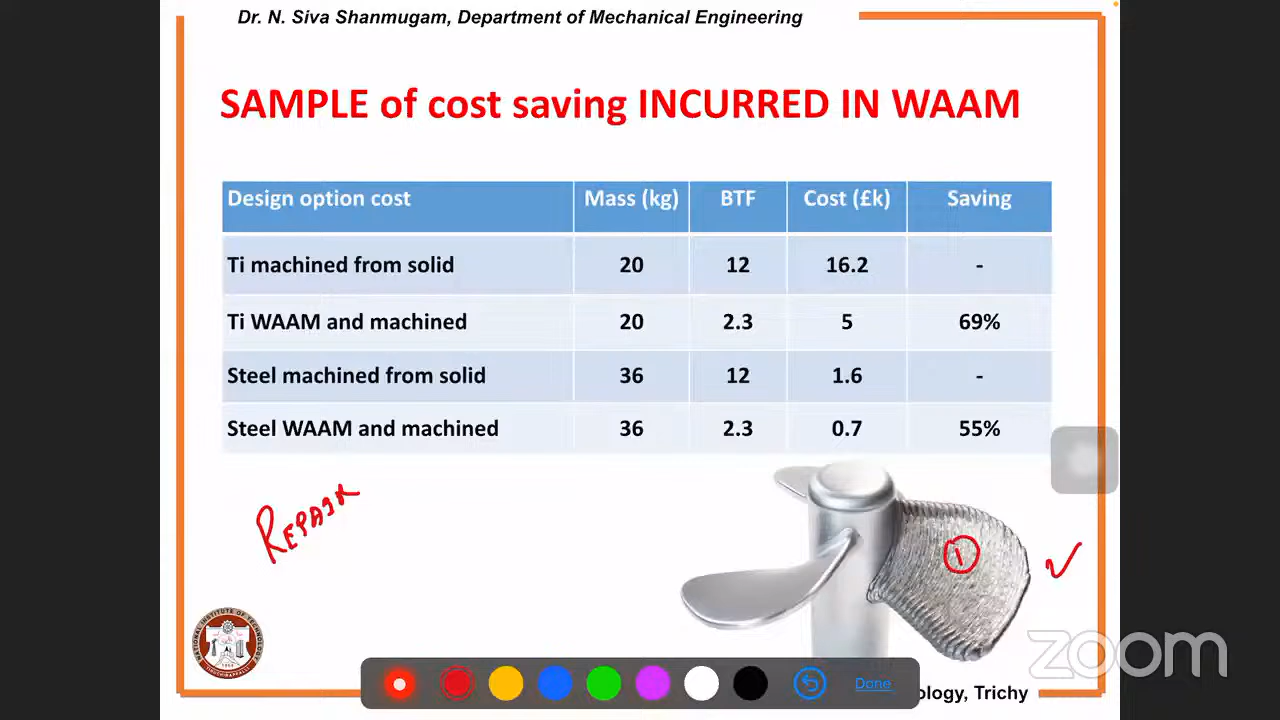 Dr. N. Siva Shanmugam, Department of Mechanical Engineering
SAMPLE of cost saving INCURRED IN WAAM
Design option cost Mass (kg) BTF Cost (£k) Saving
Ti machined from solid 20 12 16.2 -
Ti WAAM and machined 20 2.3 5 69%
Steel machined from solid 36 12 1.6 -
Steel WAAM and machined 36 2.3 0.7 55%
REPAIR
1
zoom
Done
ology, Trichy